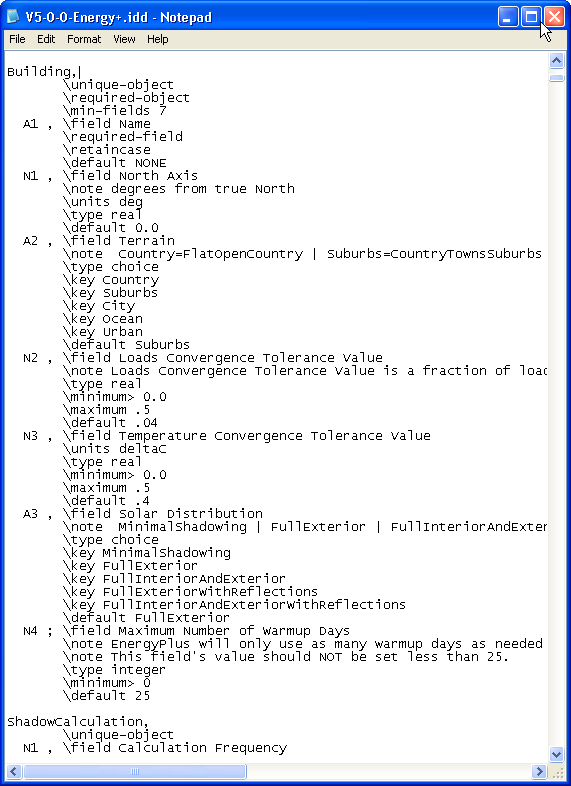 V5-0-0-Energy+.idd - Notepad
File Edit Format View Help
Building,
\unique-object
\required-object
\min-fields 7
A1 , \field Name
\required-field
\retaincase
\default NONE
N1 , \field North Axis
\note degrees from true North
\units deg
\type real
\default 0.0
A2 , \field Terrain
\note  Country=FlatOpenCountry | Suburbs=CountryTownsSuburbs
\type choice
\key Country
\key Suburbs
\key City
\key Ocean
\key Urban
\default Suburbs
N2 , \field Loads Convergence Tolerance Value
\note Loads Convergence Tolerance Value is a fraction of load
\type real
\minimum> 0.0
\maximum .5
\default .04
N3 , \field Temperature Convergence Tolerance Value
\units deltaC
\type real
\minimum> 0.0
\maximum .5
\default .4
A3 , \field Solar Distribution
\note  MinimalShadowing | FullExterior | FullInteriorAndExter
\type choice
\key MinimalShadowing
\key FullExterior
\key FullInteriorAndExterior
\key FullExteriorWithReflections
\key FullInteriorAndExteriorWithReflections
\default FullExterior
N4 ; \field Maximum Number of Warmup Days
\note EnergyPlus will only use as many warmup days as needed
\note This field's value should NOT be set less than 25.
\type integer
\minimum> 0
\default 25
ShadowCalculation,
\unique-object
N1 , \field Calculation Frequency